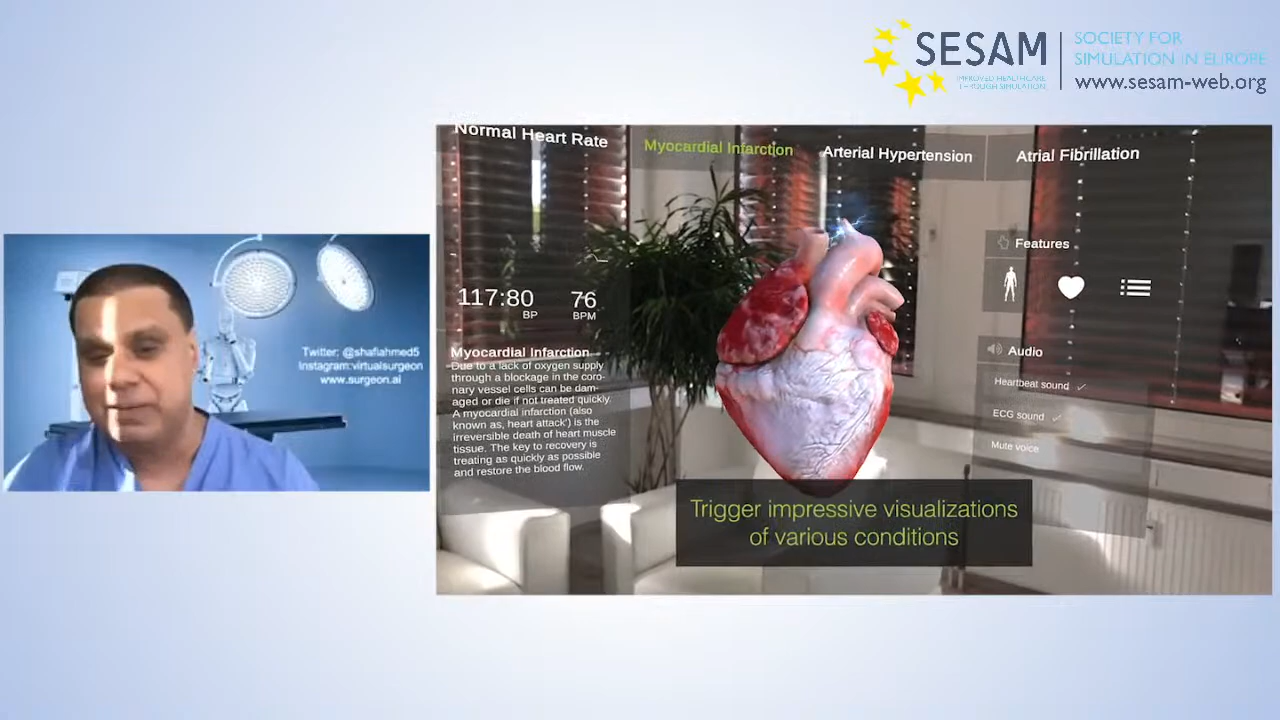 SESAM
IMPROVED HEALTHCARE
THROUGH SIMULATION
SOCIETY FOR
SIMULATION IN EUROPE
www.sesam-web.org
Normal Heart Rate
Myocardial Infarction
Arterial Hypertension
Atrial Fibrillation
117:80
BP
76
BPM
Myocardial Infarction
Due to a lack of oxygen supply
through a blockage in the coro-
nary vessel cells can be dam-
aged or die if not treated quickly.
A myocardial infarction (also
known as, heart attack') is the
irreversible death of heart muscle
tissue. The key to recovery is
treating as quickly as possible
and restore the blood flow.
Features
Audio
Heartbeat sound
ECG sound
Mute voice
Trigger impressive visualizations
of various conditions
Twitter: @shafiahmed5
Instagram:virtualsurgeon
www.surgeon.ai